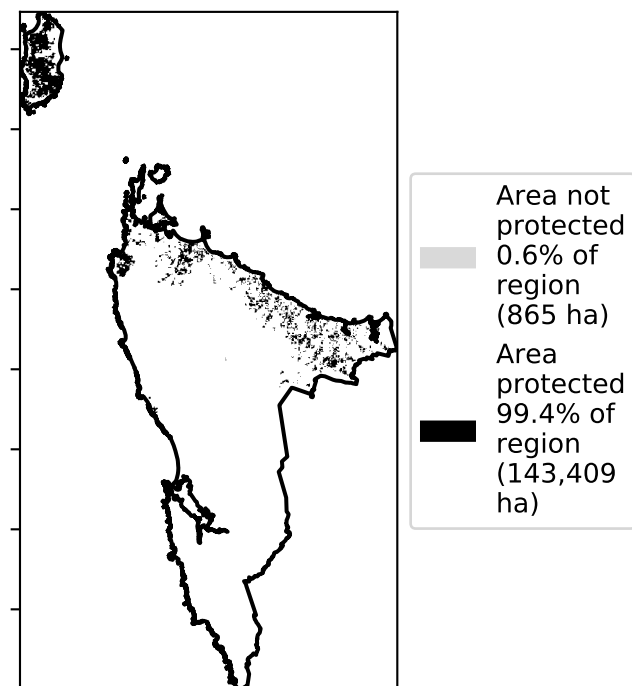 Area not
protected
0.6% of
region
(865 ha)
Area
protected
99.4% of
region
(143,409
ha)